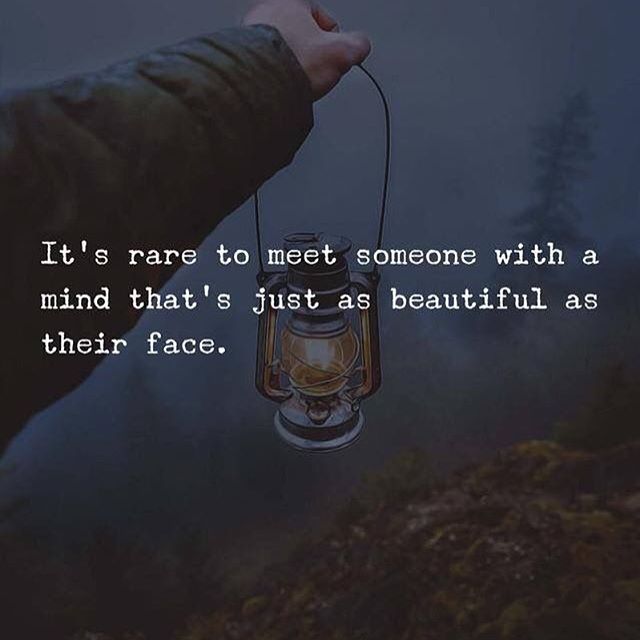 It's rare to meet someone with a
mind that's just as beautiful as
their face.